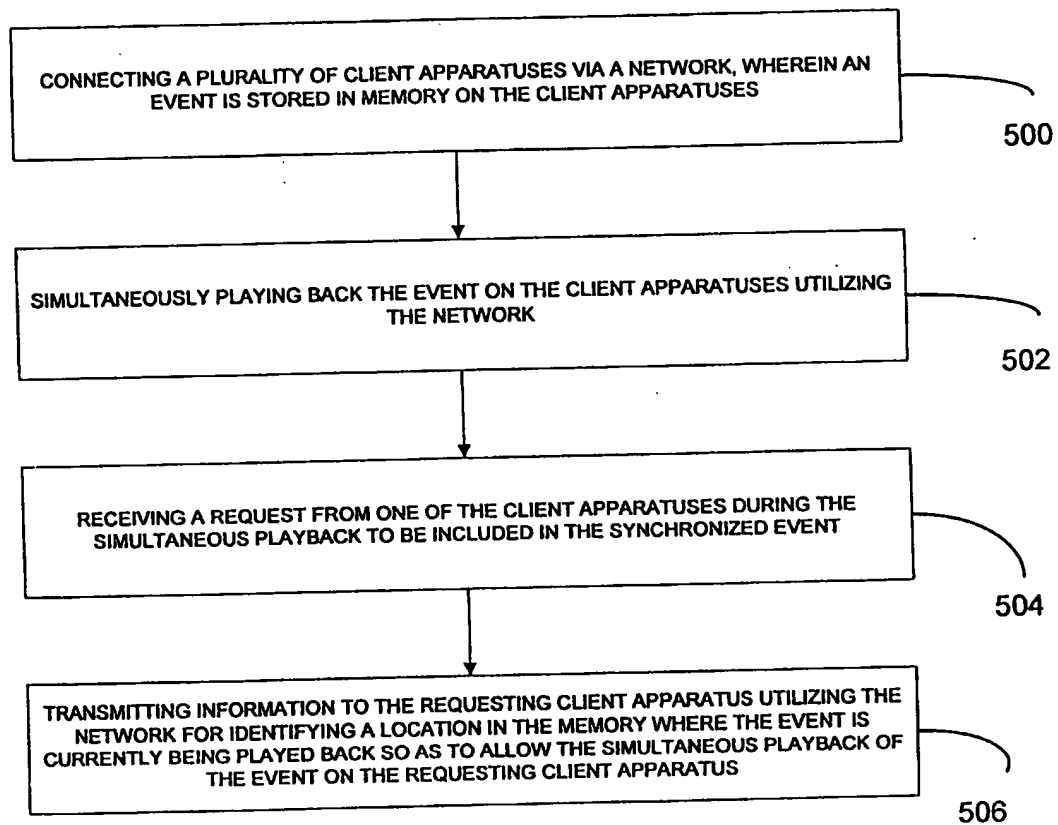 CONNECTING A PLURALITY OF CLIENT APPARATUSES VIA A NETWORK, WHEREIN AN
EVENT IS STORED IN MEMORY ON THE CLIENT APPARATUSES
500
SIMULTANEOUSLY PLAYING BACK THE EVENT ON THE CLIENT APPARATUSES UTILIZING
THE NETWORK
502
RECEIVING A REQUEST FROM ONE OF THE CLIENT APPARATUSES DURING THE
SIMULTANEOUS PLAYBACK TO BE INCLUDED IN THE SYNCHRONIZED EVENT
504
TRANSMITTING INFORMATION TO THE REQUESTING CLIENT APPARATUS UTILIZING THE
NETWORK FOR IDENTIFYING A LOCATION IN THE MEMORY WHERE THE EVENT IS
CURRENTLY BEING PLAYED BACK SO AS TO ALLOW THE SIMULTANEOUS PLAYBACK OF
THE EVENT ON THE REQUESTING CLIENT APPARATUS
506